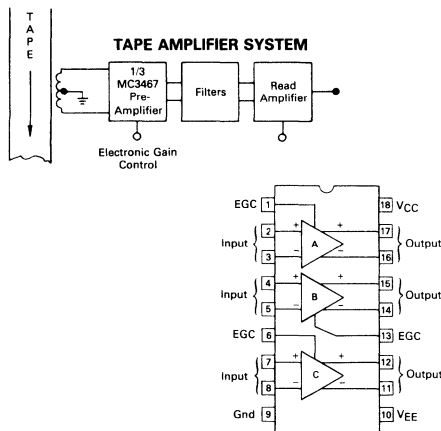 TAPE
TAPE AMPLIFIER SYSTEM
1/3
MC3467
Pre-
Amplifier
Filters
Read
Amplifier
Electronic Gain
Control
EGC 1 18 VCC
2 + A + 17
Input Output
3 – – 16
4 + B + 15
Input Output
5 – – 14
EGC 6 13 EGC
7 + C + 12
Input Output
8 – – 11
Gnd 9 10 VEE